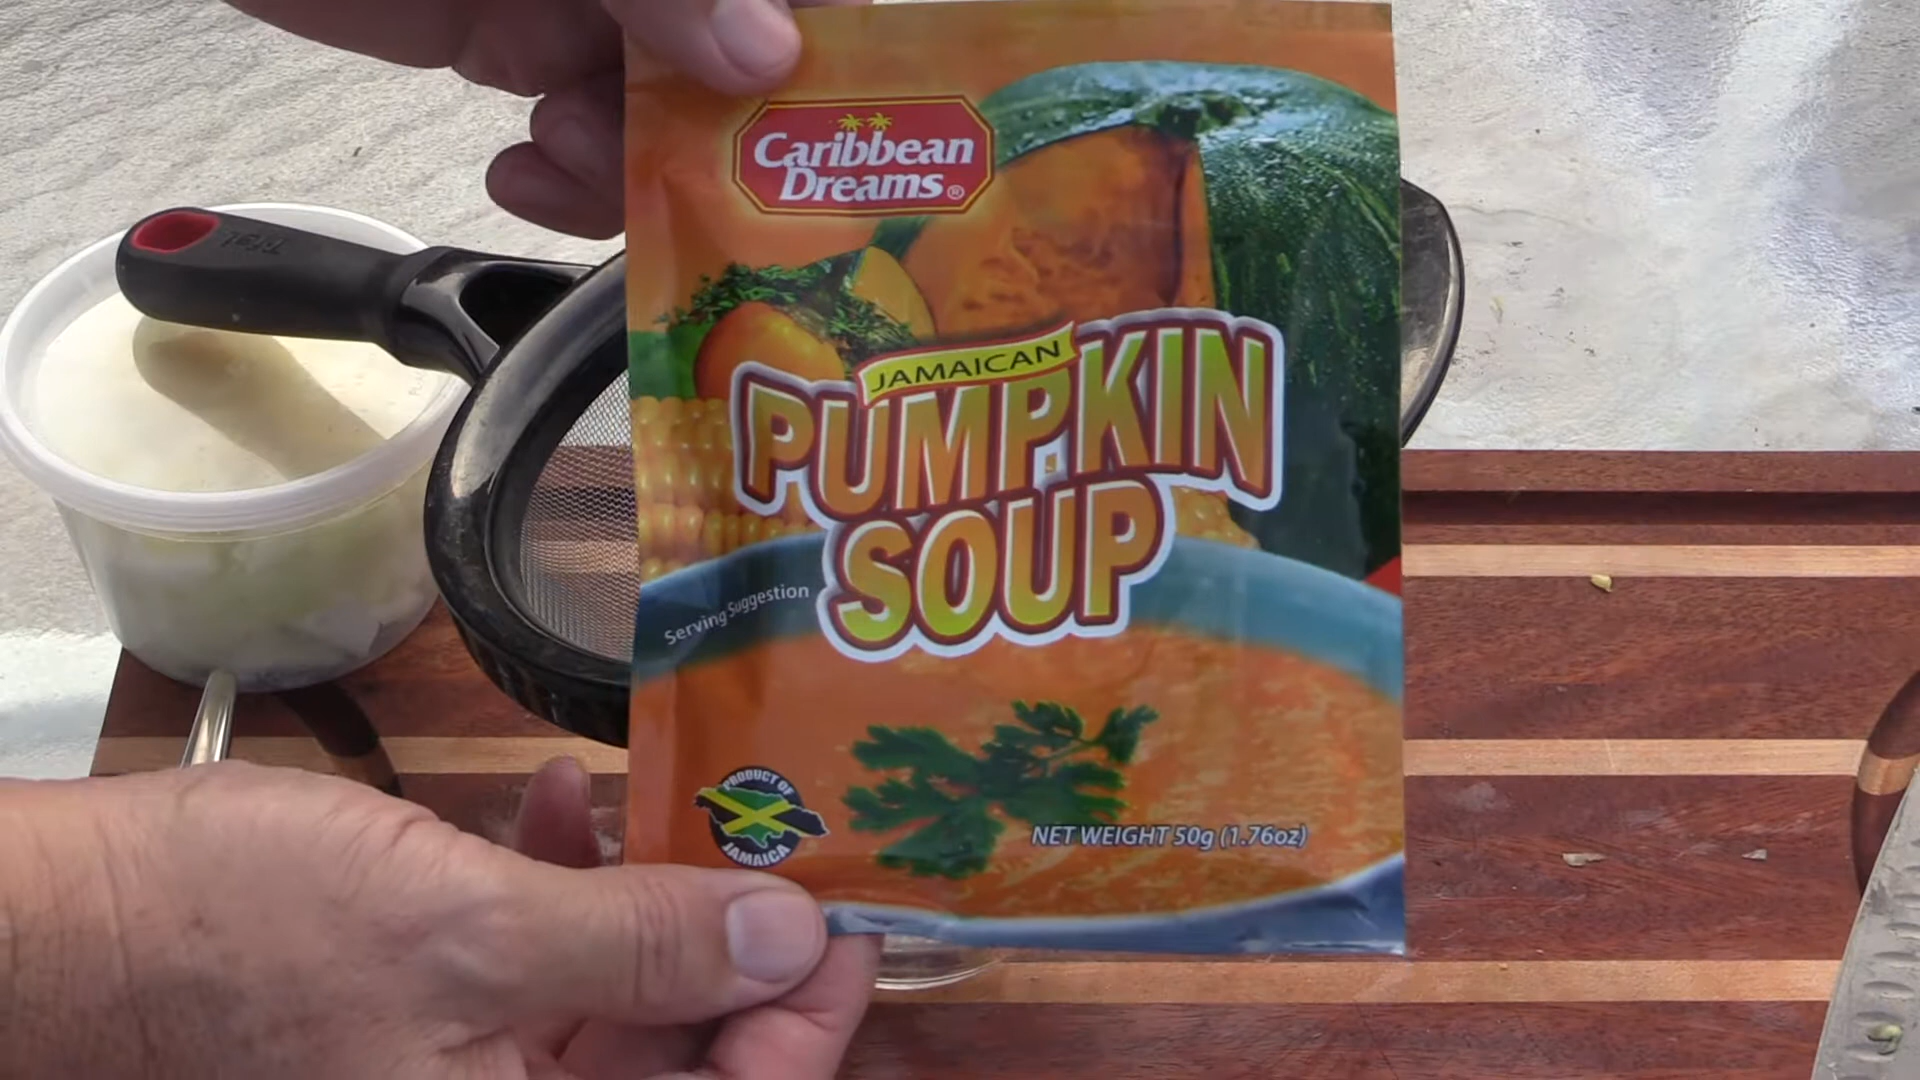 Caribbean
Dreams®
JAMAICAN
PUMPKIN
SOUP
Serving Suggestion
PRODUCT OF
JAMAICA
NET WEIGHT 50g (1.76oz)